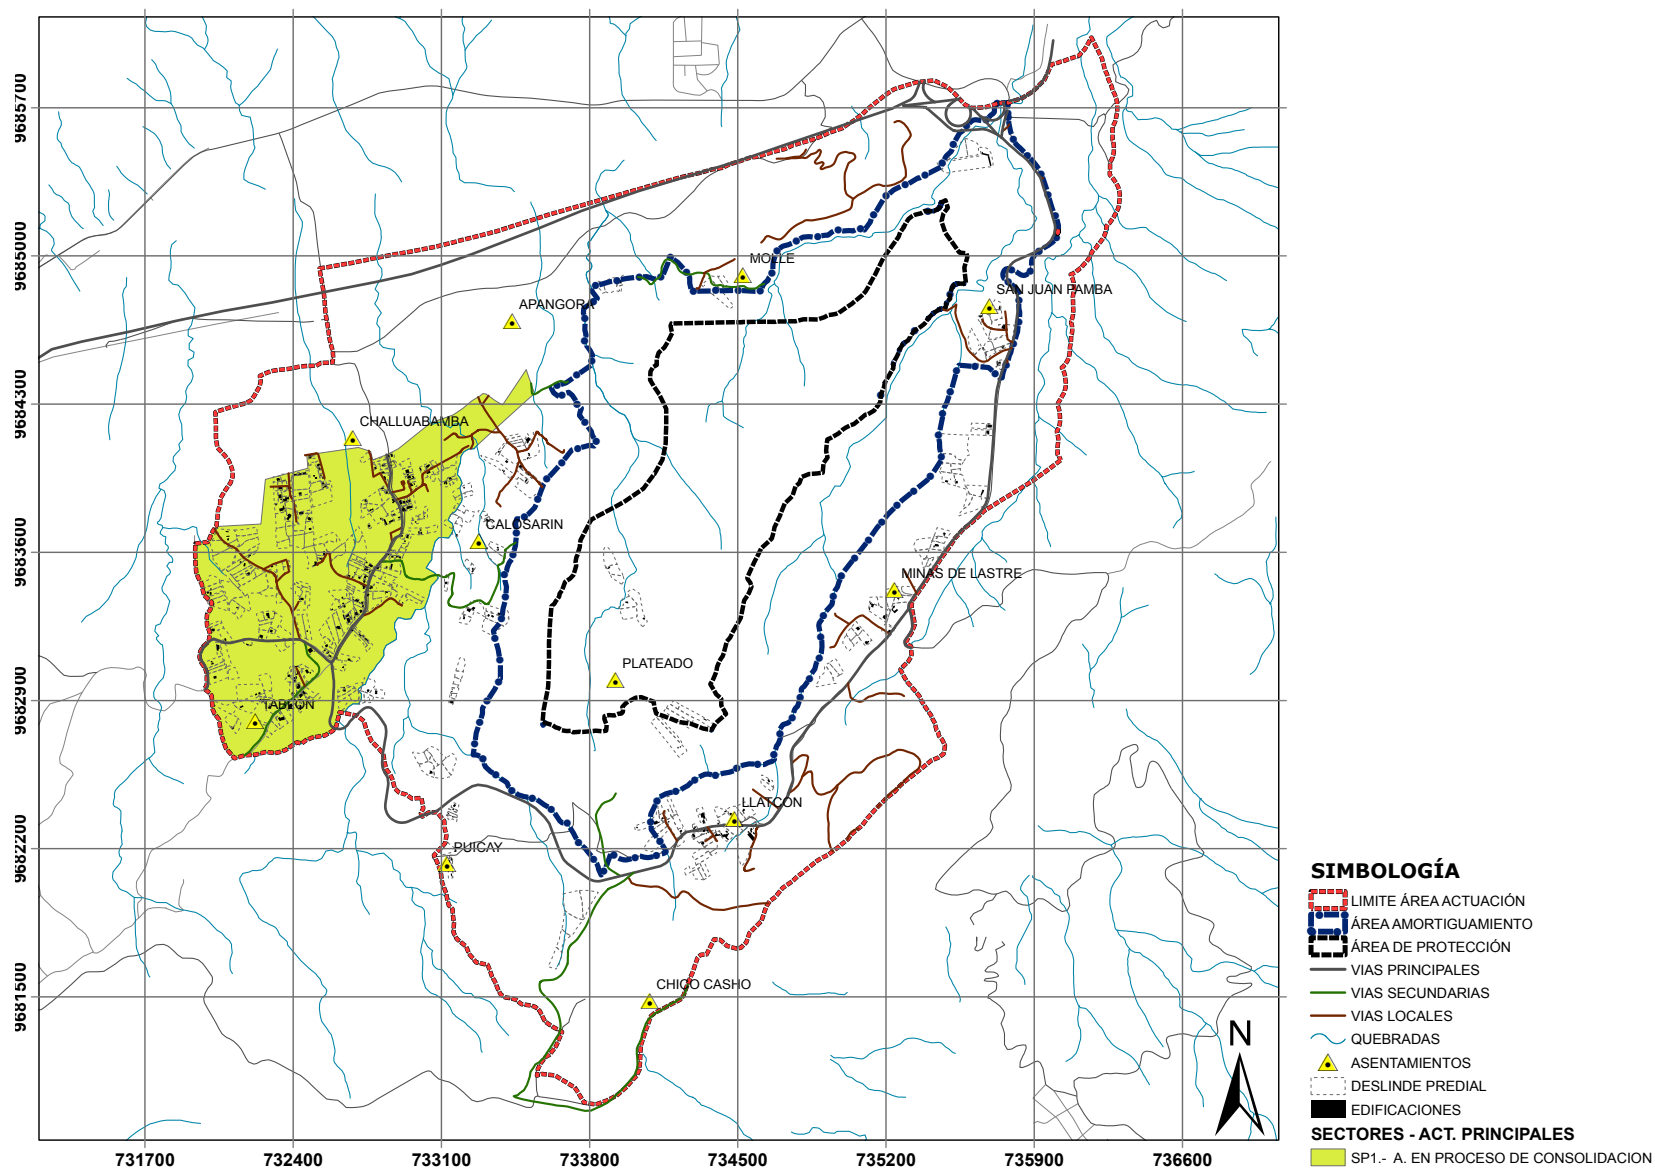 9685700
9685000
9684300
9683600
9682900
9682200
9681500
MOLLE
SAN JUAN PAMBA
APANGORA
CHALLUABAMBA
CALOSARIN
MINAS DE LASTRE
PLATEADO
TABLON
LLATCON
PUICAY
CHICO CASHO
N
731700 732400 733100 733800 734500 735200 735900 736600
SIMBOLOGÍA
LIMITE ÁREA ACTUACIÓN
ÁREA AMORTIGUAMIENTO
ÁREA DE PROTECCIÓN
VIAS PRINCIPALES
VIAS SECUNDARIAS
VIAS LOCALES
QUEBRADAS
ASENTAMIENTOS
DESLINDE PREDIAL
EDIFICACIONES
SECTORES - ACT. PRINCIPALES
SP1.- A. EN PROCESO DE CONSOLIDACION